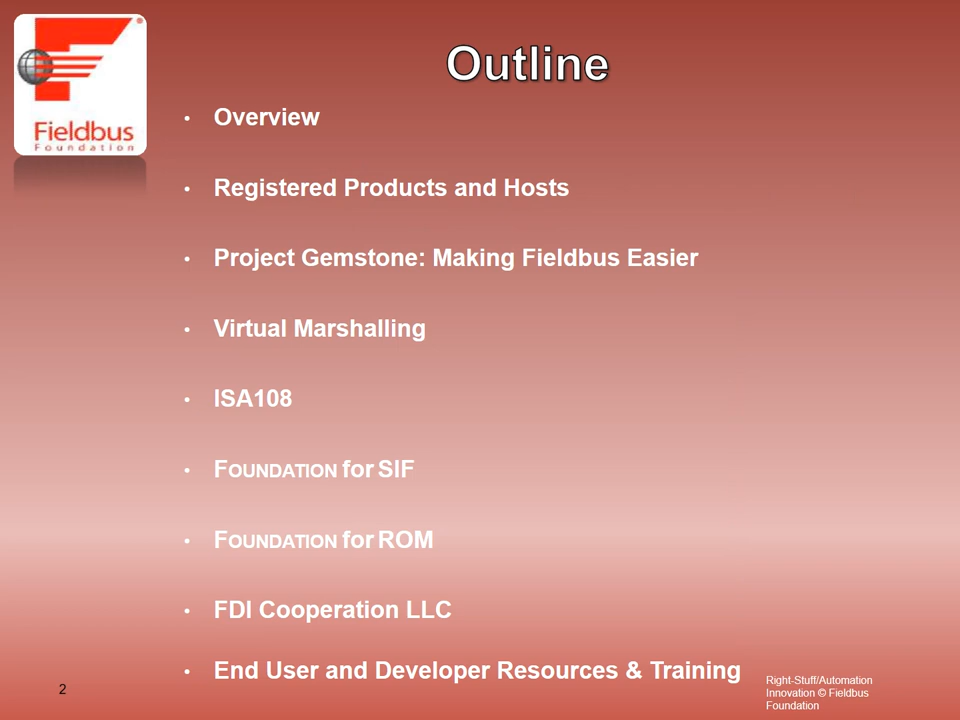 Fieldbus
Foundation
®
Outline
• Overview
• Registered Products and Hosts
• Project Gemstone: Making Fieldbus Easier
• Virtual Marshalling
• ISA108
• FOUNDATION for SIF
• FOUNDATION for ROM
• FDI Cooperation LLC
• End User and Developer Resources & Training
2
Right-Stuff/Automation
Innovation © Fieldbus
Foundation